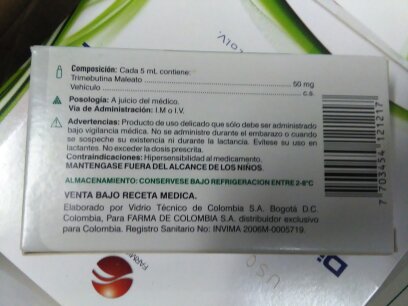 Composición: Cada 5 mL contiene:
Trimebutina Maleato 50 mg
Vehículo c.s.
Posología: A juicio del médico.
Vía de Administración: I.M o I.V.
Advertencias: Producto de uso delicado que sólo debe ser administrado
bajo vigilancia médica. No se administre durante el embarazo o cuando
se sospeche su existencia ni durante la lactancia. Evítese su uso en
lactantes. No exceder la dosis prescrita.
Contraindicaciones: Hipersensibilidad al medicamento.
MANTENGASE FUERA DEL ALCANCE DE LOS NIÑOS.
ALMACENAMIENTO: CONSERVESE BAJO REFRIGERACION ENTRE 2-8°C
VENTA BAJO RECETA MEDICA.
Elaborado por Vidrio Técnico de Colombia S.A. Bogotá D.C.
Colombia, Para FARMA DE COLOMBIA S.A. distribuidor exclusivo
para Colombia. Registro Sanitario No: INVIMA 2006M-0005719.
7703454121217